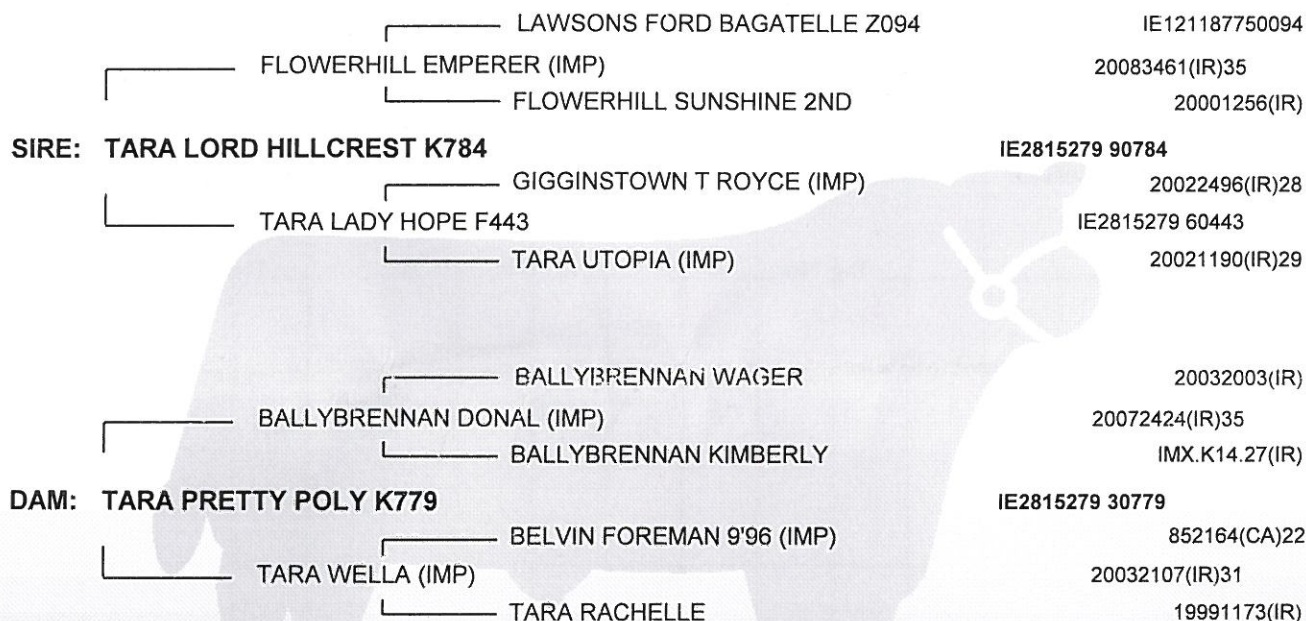 LAWSONS FORD BAGATELLE Z094 IE121187750094
FLOWERHILL EMPERER (IMP) 20083461(IR)35
FLOWERHILL SUNSHINE 2ND 20001256(IR)
SIRE: TARA LORD HILLCREST K784 IE2815279 90784
GIGGINSTOWN T ROYCE (IMP) 20022496(IR)28
TARA LADY HOPE F443 IE2815279 60443
TARA UTOPIA (IMP) 20021190(IR)29
BALLYBRENNAN WAGER 20032003(IR)
BALLYBRENNAN DONAL (IMP) 20072424(IR)35
BALLYBRENNAN KIMBERLY IMX.K14.27(IR)
DAM: TARA PRETTY POLY K779 IE2815279 30779
BELVIN FOREMAN 9'96 (IMP) 852164(CA)22
TARA WELLA (IMP) 20032107(IR)31
TARA RACHELLE 19991173(IR)